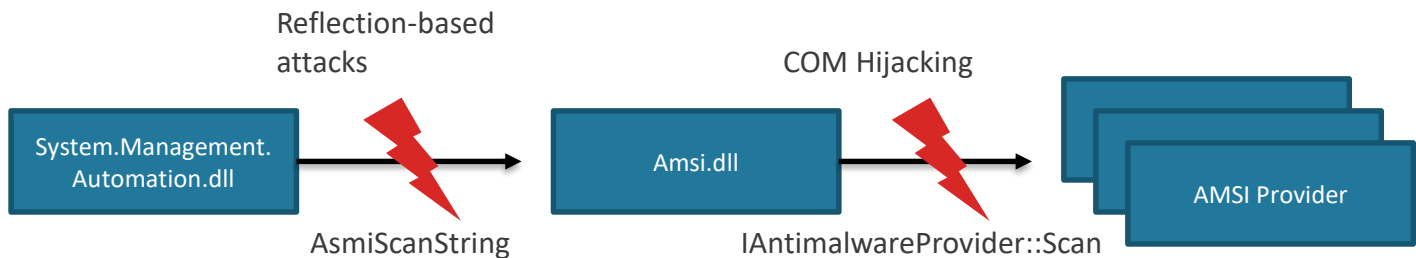 Reflection-based
attacks
COM Hijacking
System.Management.
Automation.dll
Amsi.dll
AMSI Provider
AsmiScanString
IAntimalwareProvider::Scan